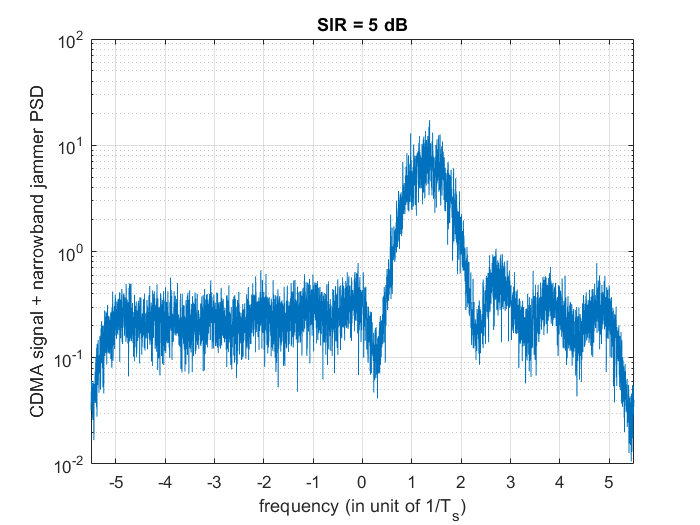 SIR = 5 dB
CDMA signal + narrowband jammer PSD
10^2
10^1
10^0
10^-1
10^-2
-5 -4 -3 -2 -1 0 1 2 3 4 5
frequency (in unit of 1/T_s)